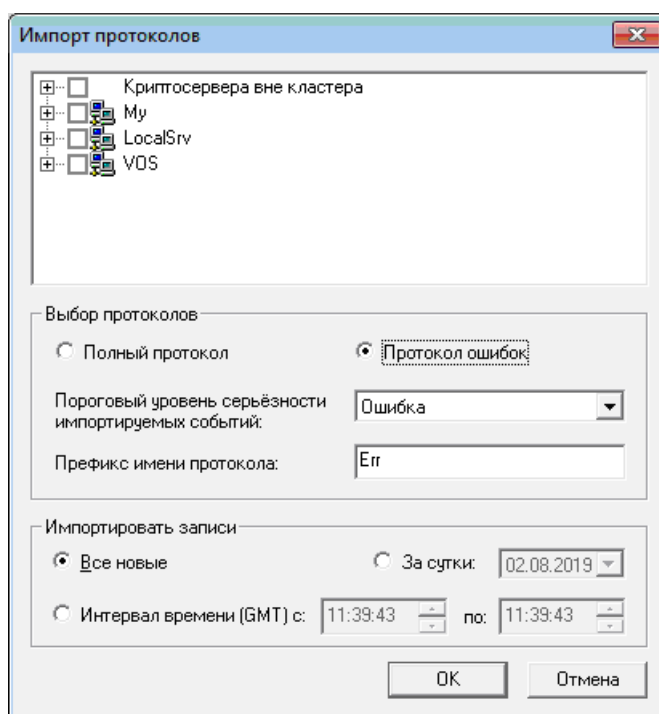 Импорт протоколов
Криптосервера вне кластера
My
LocalSrv
VOS
Выбор протоколов
Полный протокол
Протокол ошибок
Пороговый уровень серьёзности
импортируемых событий:
Ошибка
Префикс имени протокола:
Err
Импортировать записи
Все новые
За сутки:
02.08.2019
Интервал времени (GMT) с:
11:39:43
по:
11:39:43
OK
Отмена